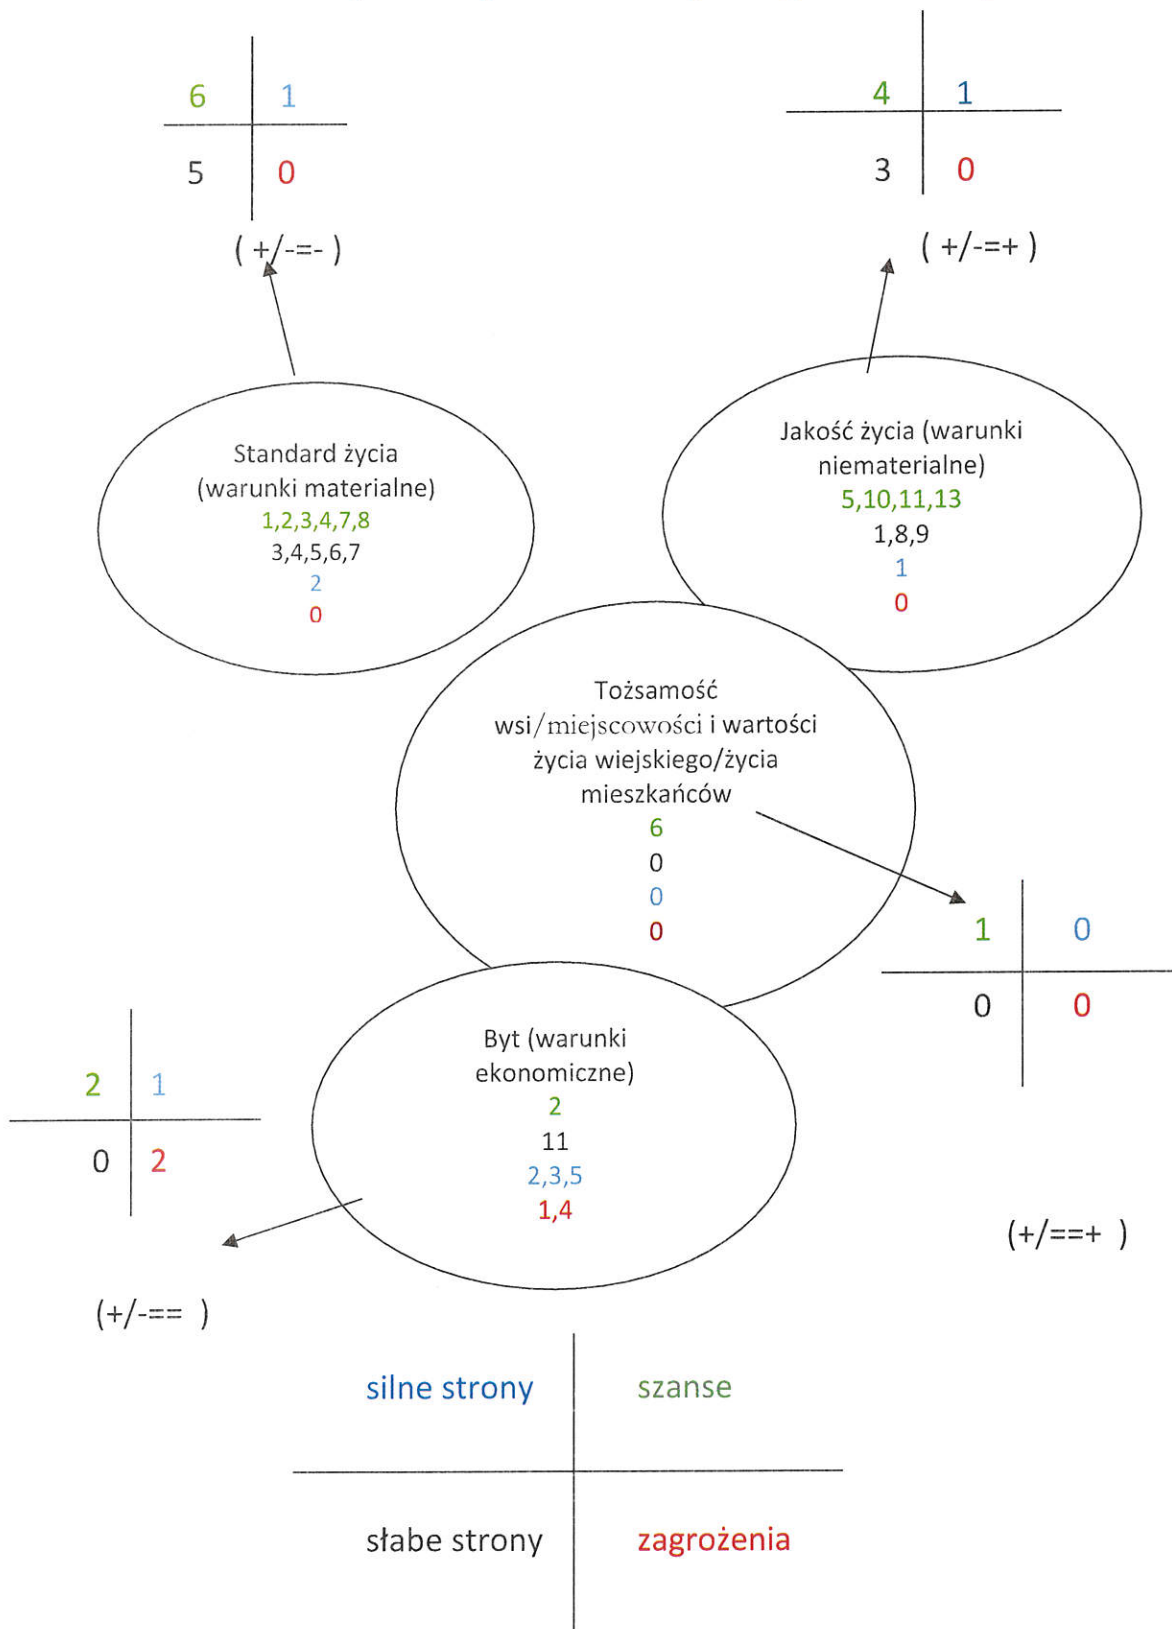 6 1
5 0
( +/-=- )
4 1
3 0
( +/-=+ )
Standard życia
(warunki materialne)
1,2,3,4,7,8
3,4,5,6,7
2
0
Jakość życia (warunki
niematerialne)
5,10,11,13
1,8,9
1
0
Tożsamość
wsi/miejscowości i wartości
życia wiejskiego/życia
mieszkańców
6
0
0
0
1 0
0 0
(+/==+ )
Byt (warunki
ekonomiczne)
2
11
2,3,5
1,4
2 1
0 2
(+/-== )
silne strony szanse
słabe strony zagrożenia